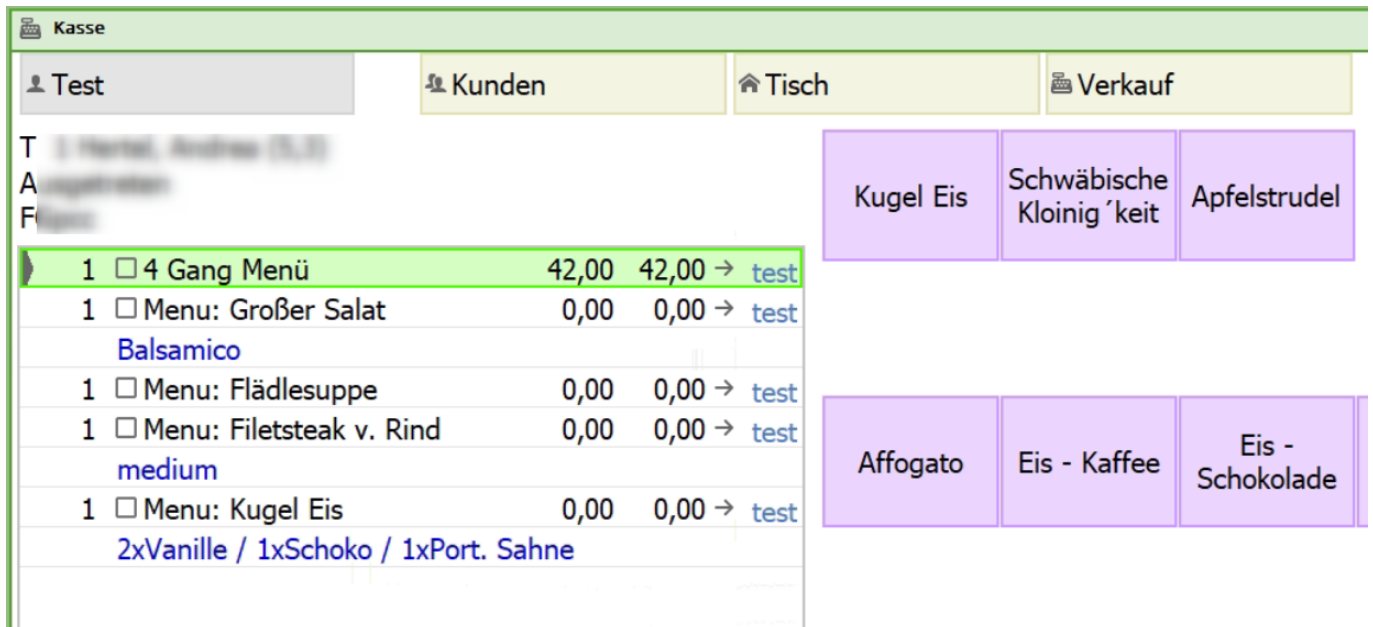 Kasse
Test
Kunden
Tisch
Verkauf
T
A
F
Kugel Eis
Schwäbische
Kloinig´keit
Apfelstrudel
1 4 Gang Menü 42,00 42,00 → test
1 Menu: Großer Salat 0,00 0,00 → test
Balsamico
1 Menu: Flädlesuppe 0,00 0,00 → test
1 Menu: Filetsteak v. Rind 0,00 0,00 → test
medium
1 Menu: Kugel Eis 0,00 0,00 → test
2xVanille / 1xSchoko / 1xPort. Sahne
Affogato
Eis - Kaffee
Eis -
Schokolade